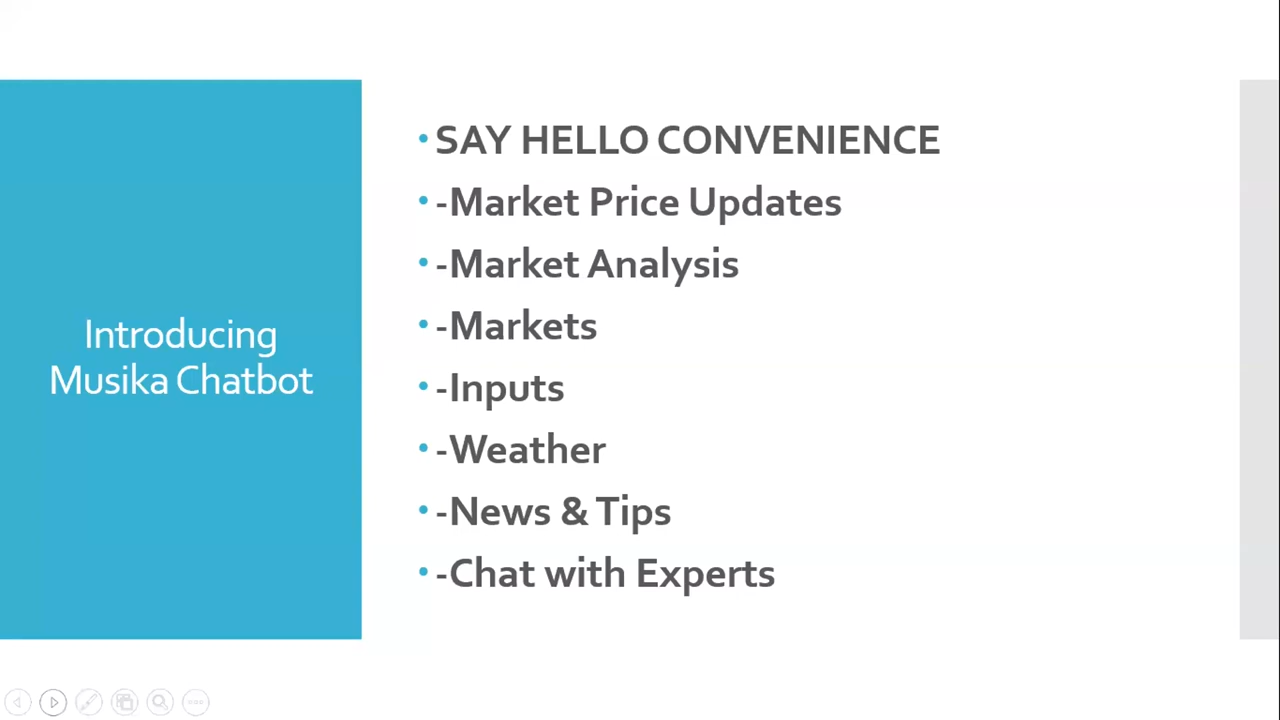 Introducing
Musika Chatbot
• SAY HELLO CONVENIENCE
• -Market Price Updates
• -Market Analysis
• -Markets
• -Inputs
• -Weather
• -News & Tips
• -Chat with Experts